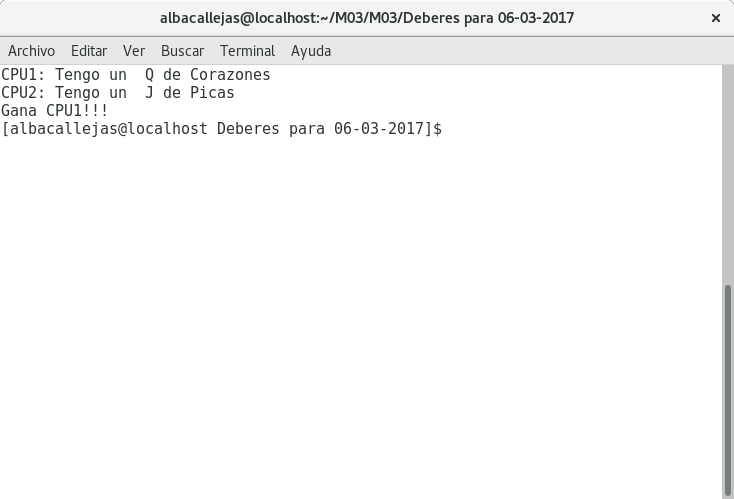 albacallejas@localhost:~/M03/M03/Deberes para 06-03-2017
Archivo Editar Ver Buscar Terminal Ayuda
CPU1: Tengo un  Q de Corazones
CPU2: Tengo un  J de Picas
Gana CPU1!!!
[albacallejas@localhost Deberes para 06-03-2017]$